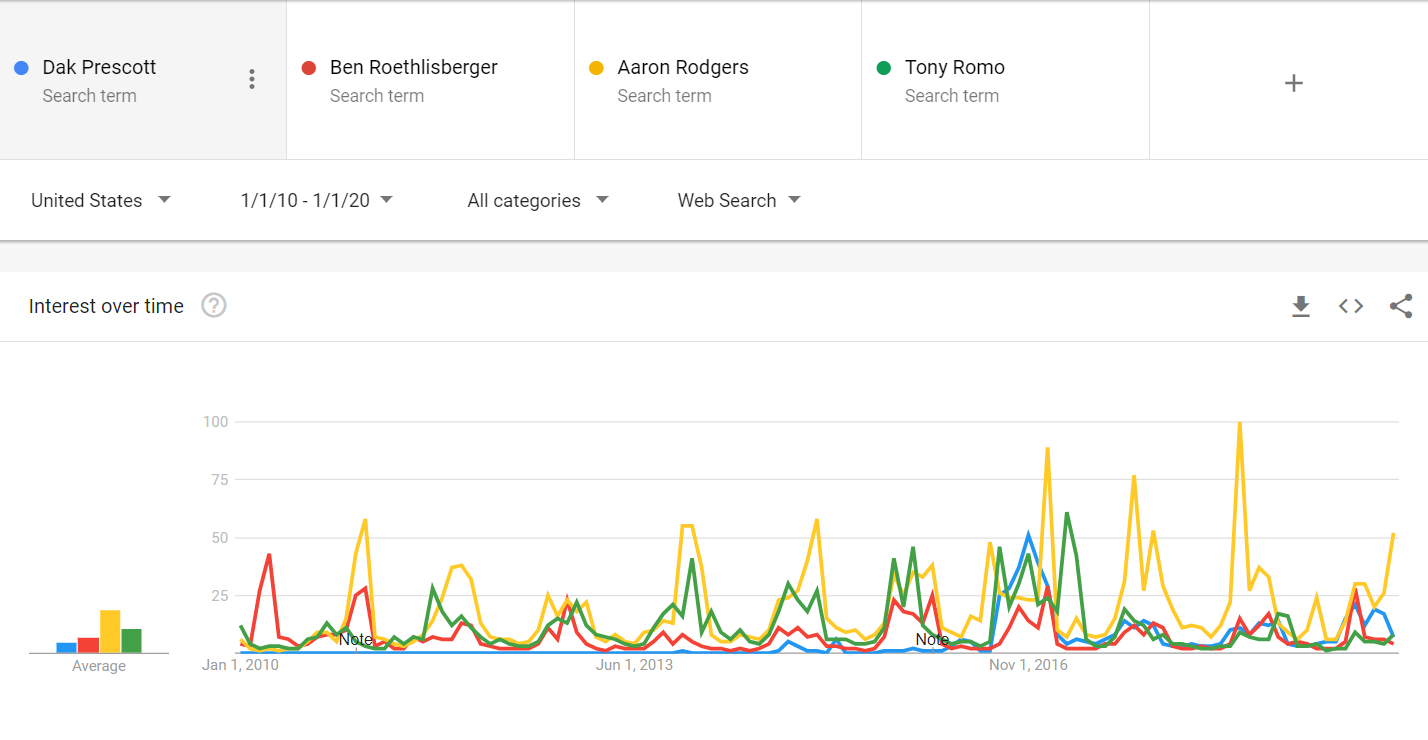 Dak Prescott
Search term
Ben Roethlisberger
Search term
Aaron Rodgers
Search term
Tony Romo
Search term
+
United States
1/1/10 - 1/1/20
All categories
Web Search
Interest over time
?
100
75
50
25
Note
Note
Average
Jan 1, 2010
Jun 1, 2013
Nov 1, 2016